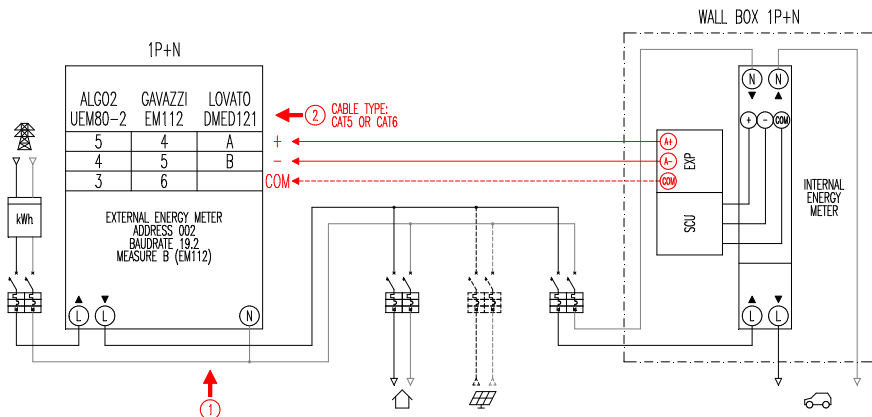 WALL BOX 1P+N
1P+N
ALGO2 GAVAZZI LOVATO
UEM80-2 EM112 DMED121
5 4 A
4 5 B
3 6
+
-
COM
2 CABLE TYPE:
CAT5 OR CAT6
kWh
EXTERNAL ENERGY METER
ADDRESS 002
BAUDRATE 19.2
MEASURE B (EM112)
L L N
1
A+
A-
COM
EXP
SCU
N N
+ - COM
INTERNAL
ENERGY
METER
L L